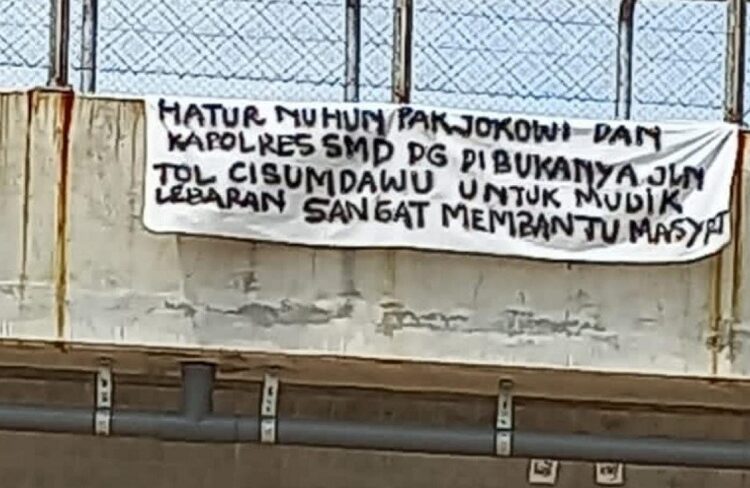 HATUR NUHUN PAK JOKOWI DAN
KAPOLRES SMD DG DIBUKANYA JLN
TOL CISUMDAWU UNTUK MUDIK
LEBARAN SANGAT MEMBANTU MASYRT